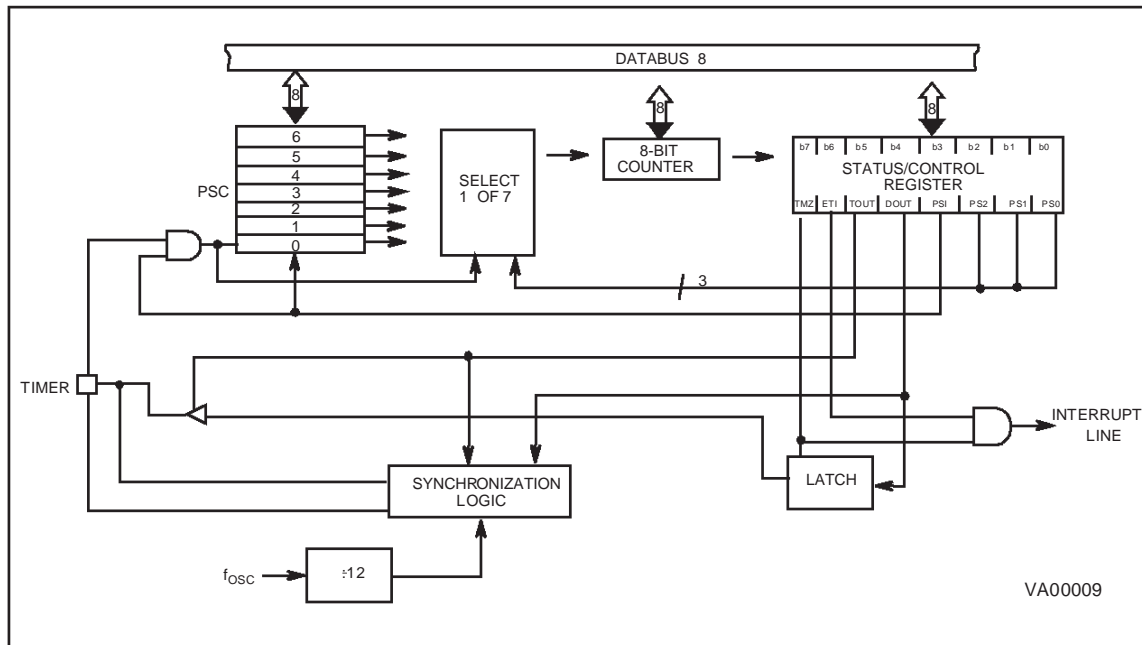 DATABUS 8
8
8
8
PSC
6
5
4
3
2
1
0
SELECT
1 OF 7
8-BIT
COUNTER
b7 b6 b5 b4 b3 b2 b1 b0
STATUS/CONTROL
REGISTER
TMZ ETI TOUT DOUT PSI PS2 PS1 PS0
3
TIMER
INTERRUPT
LINE
SYNCHRONIZATION
LOGIC
LATCH
fOSC
÷12
VA00009